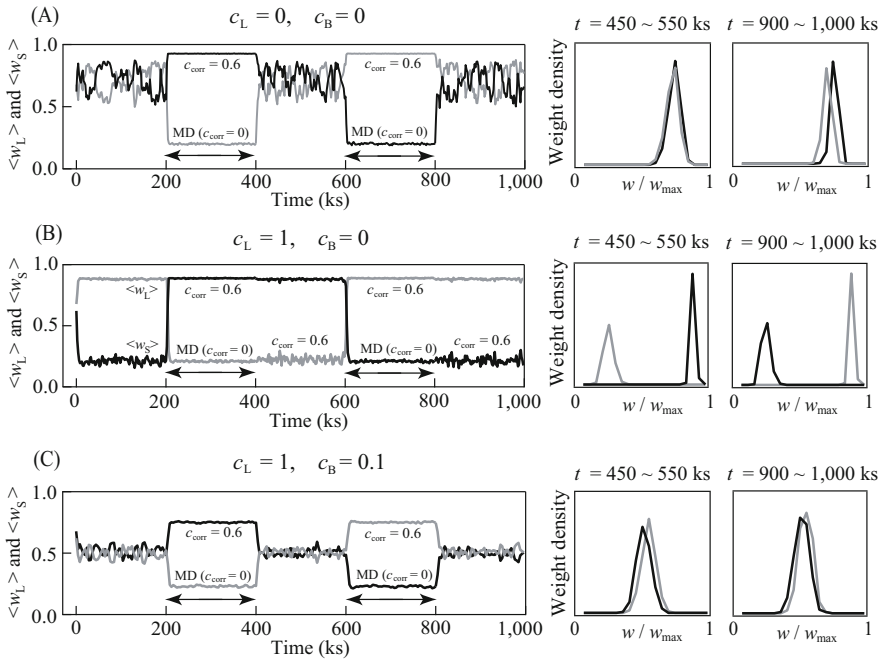 (A)
c_L = 0, c_B = 0
t = 450 ~ 550 ks
t = 900 ~ 1,000 ks
<w_L> and <w_S>
1.0
0.5
0.0
c_corr = 0.6
c_corr = 0.6
MD (c_corr = 0)
MD (c_corr = 0)
0
200
400
600
800
1,000
Time (ks)
Weight density
0
w / w_max
1
0
w / w_max
1
(B)
c_L = 1, c_B = 0
t = 450 ~ 550 ks
t = 900 ~ 1,000 ks
<w_L> and <w_S>
1.0
0.5
0.0
<w_L>
c_corr = 0.6
c_corr = 0.6
<w_S>
MD (c_corr = 0)
c_corr = 0.6
MD (c_corr = 0)
c_corr = 0.6
0
200
400
600
800
1,000
Time (ks)
Weight density
0
w / w_max
1
0
w / w_max
1
(C)
c_L = 1, c_B = 0.1
t = 450 ~ 550 ks
t = 900 ~ 1,000 ks
<w_L> and <w_S>
1.0
0.5
0.0
c_corr = 0.6
c_corr = 0.6
MD (c_corr = 0)
MD (c_corr = 0)
0
200
400
600
800
1,000
Time (ks)
Weight density
0
w / w_max
1
0
w / w_max
1